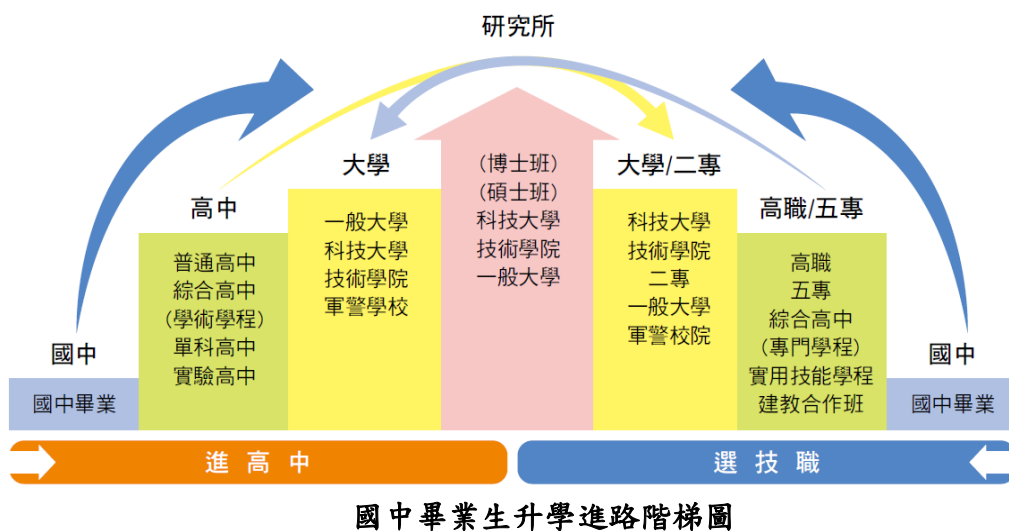 研究所
大學
(博士班)
(碩士班)
科技大學
技術學院
一般大學
大學/二專
高中
高職/五專
一般大學
科技大學
技術學院
軍警學校
科技大學
技術學院
二專
一般大學
軍警校院
普通高中
綜合高中
(學術學程)
單科高中
實驗高中
高職
五專
綜合高中
(專門學程)
實用技能學程
建教合作班
國中
國中畢業
國中
國中畢業
進高中
選技職
國中畢業生升學進路階梯圖